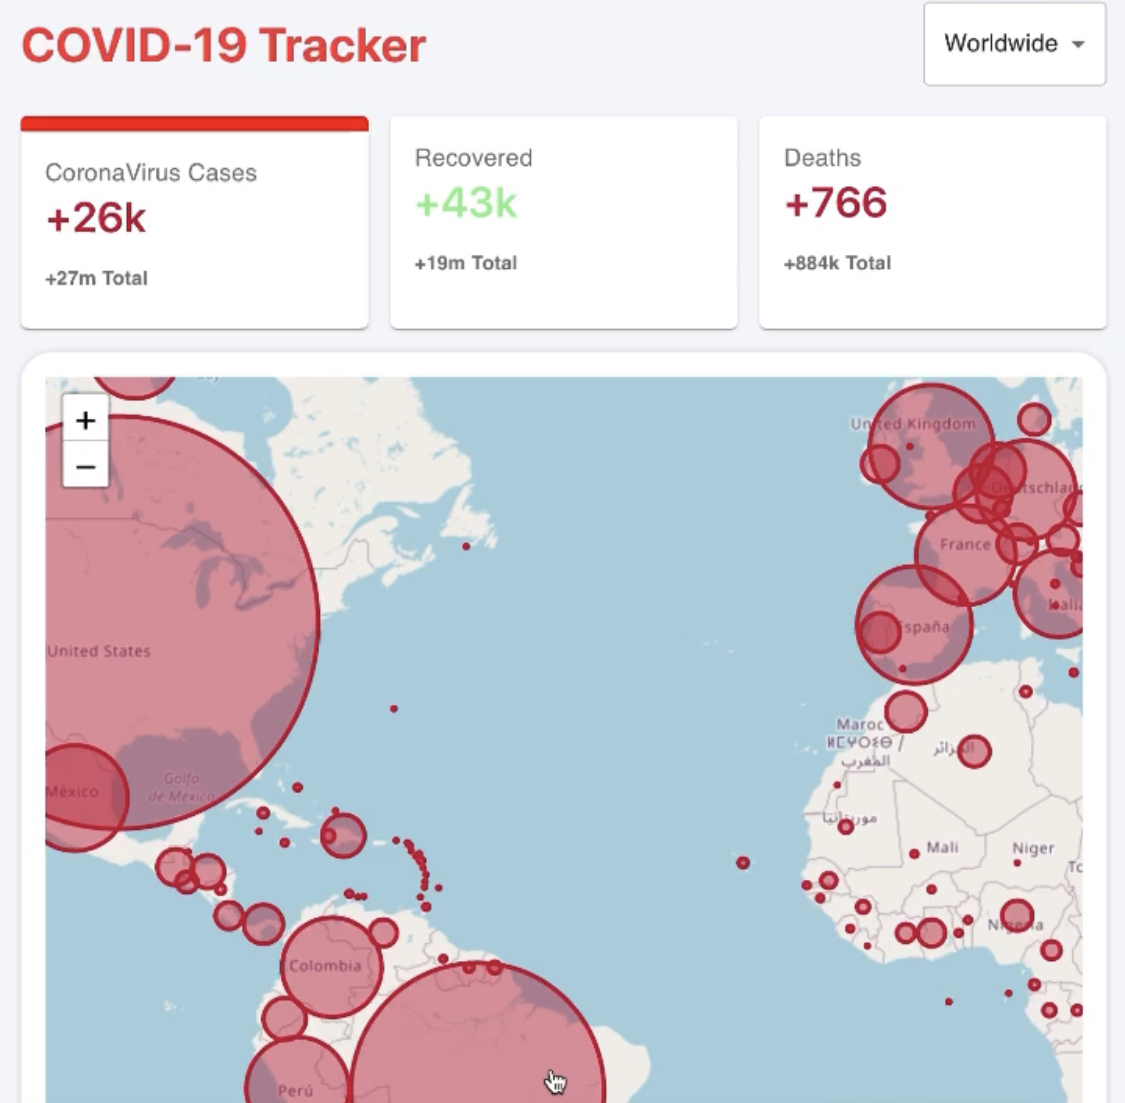 COVID-19 Tracker
Worldwide
CoronaVirus Cases
+26k
+27m Total
Recovered
+43k
+19m Total
Deaths
+766
+884k Total
+
−
United Kingdom
Deutschland
France
Italia
España
United States
Golfo
de México
México
Maroc
ⵍⵎⵖⵔⵉⴱ /
المغرب
الجزائر
موريتانيا
Mali
Niger
Nigeria
Colombia
Perú